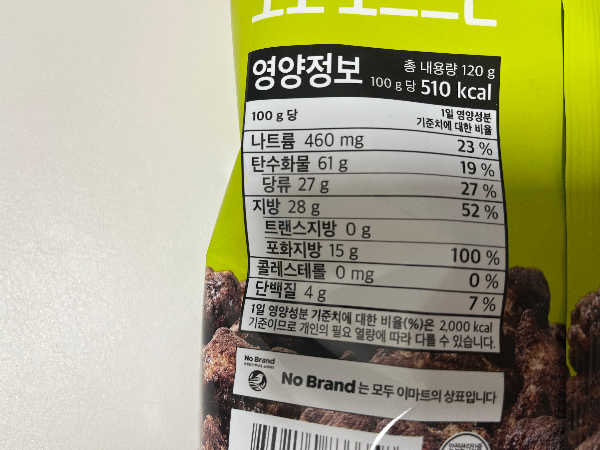 영양정보
총 내용량 120 g
100 g 당 510 kcal
100 g 당
1일 영양성분
기준치에 대한 비율
나트륨 460 mg 23 %
탄수화물 61 g 19 %
당류 27 g 27 %
지방 28 g 52 %
트랜스지방 0 g
포화지방 15 g 100 %
콜레스테롤 0 mg 0 %
단백질 4 g 7 %
1일 영양성분 기준치에 대한 비율(%)은 2,000 kcal
기준이므로 개인의 필요 열량에 따라 다를 수 있습니다.
No Brand
No Brand는 모두 이마트의 상표입니다